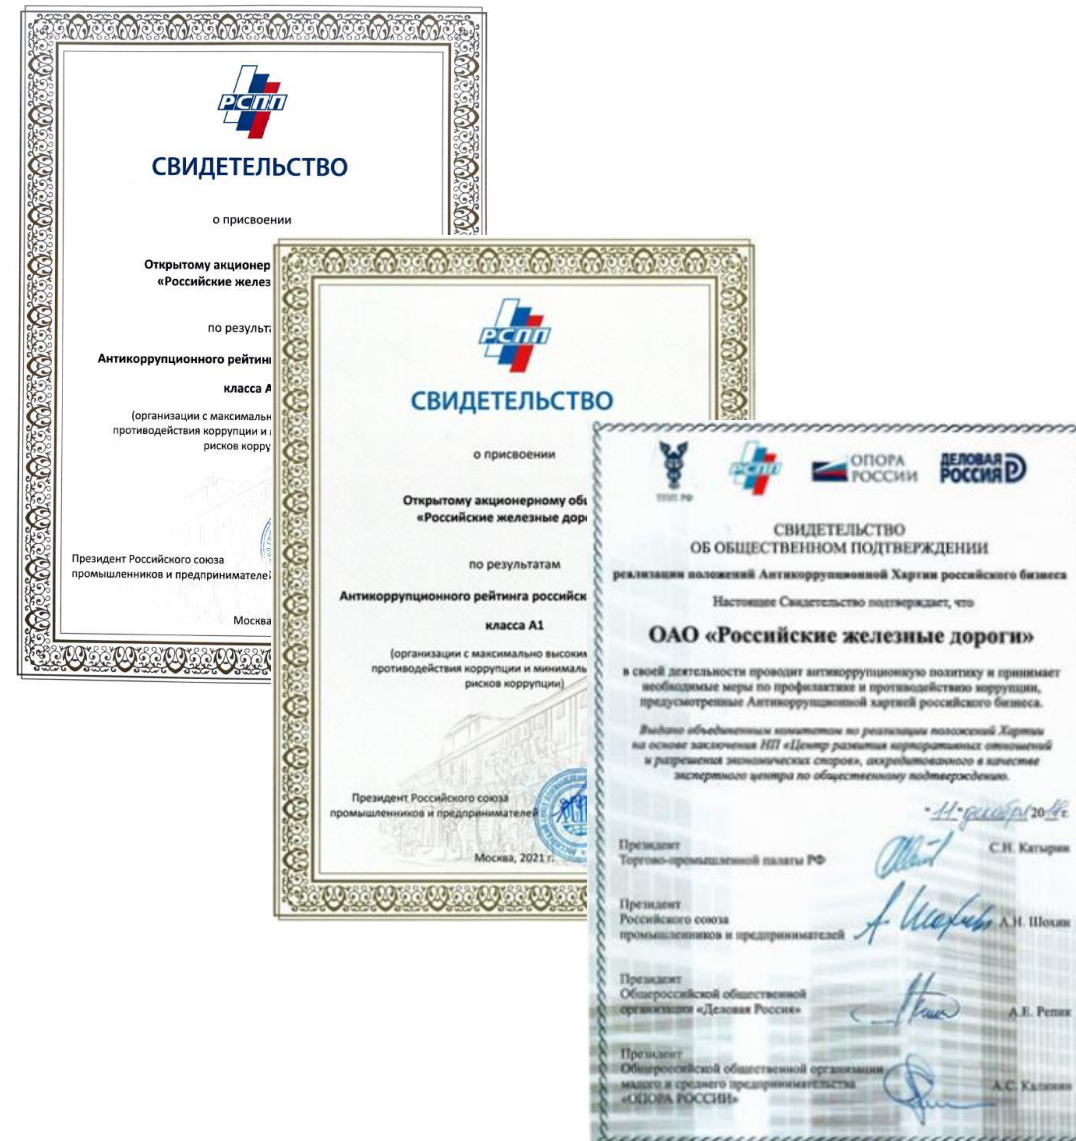 РСПП
СВИДЕТЕЛЬСТВО
о присвоении
Открытому акционер
«Российские желез
по результа
Антикоррупционного рейтин
класса А
(организации с максимальн
противодействия коррупции и
рисков корру
Президент Российского союза
промышленников и предпринимателе
Москва
РСПП
СВИДЕТЕЛЬСТВО
о присвоении
Открытому акционерному об
«Российские железные доро
по результатам
Антикоррупционного рейтинга российск
класса А1
(организации с максимально высоким
противодействия коррупции и минималь
рисков коррупции)
Президент Российского союза
промышленников и предпринимателей
Москва, 2021 г.
ТПП РФ
РСПП
ОПОРА
РОССИИ
ДЕЛОВАЯ
РОССИЯ
СВИДЕТЕЛЬСТВО
ОБ ОБЩЕСТВЕННОМ ПОДТВЕРЖДЕНИИ
реализации положений Антикоррупционной Хартии российского бизнеса
Настоящее Свидетельство подтверждает, что
ОАО «Российские железные дороги»
в своей деятельности проводит антикоррупционную политику и принимает
необходимые меры по профилактике и противодействию коррупции,
предусмотренные Антикоррупционной хартией российского бизнеса.
Выдано объединенным комитетом по реализации положений Хартии
на основе заключения НП «Центр развития корпоративных отношений
и разрешения экономических споров», аккредитованного в качестве
экспертного центра по общественному подтверждению.
"11" декабря 20 г.
Президент
Торгово-промышленной палаты РФ
С.Н. Катырин
Президент
Российского союза
промышленников и предпринимателей
А.Н. Шохин
Президент
Общероссийской общественной
организации «Деловая Россия»
А.Е. Репик
Президент
Общероссийской общественной организации
малого и среднего предпринимательства
«ОПОРА РОССИИ»
А.С. Калинин